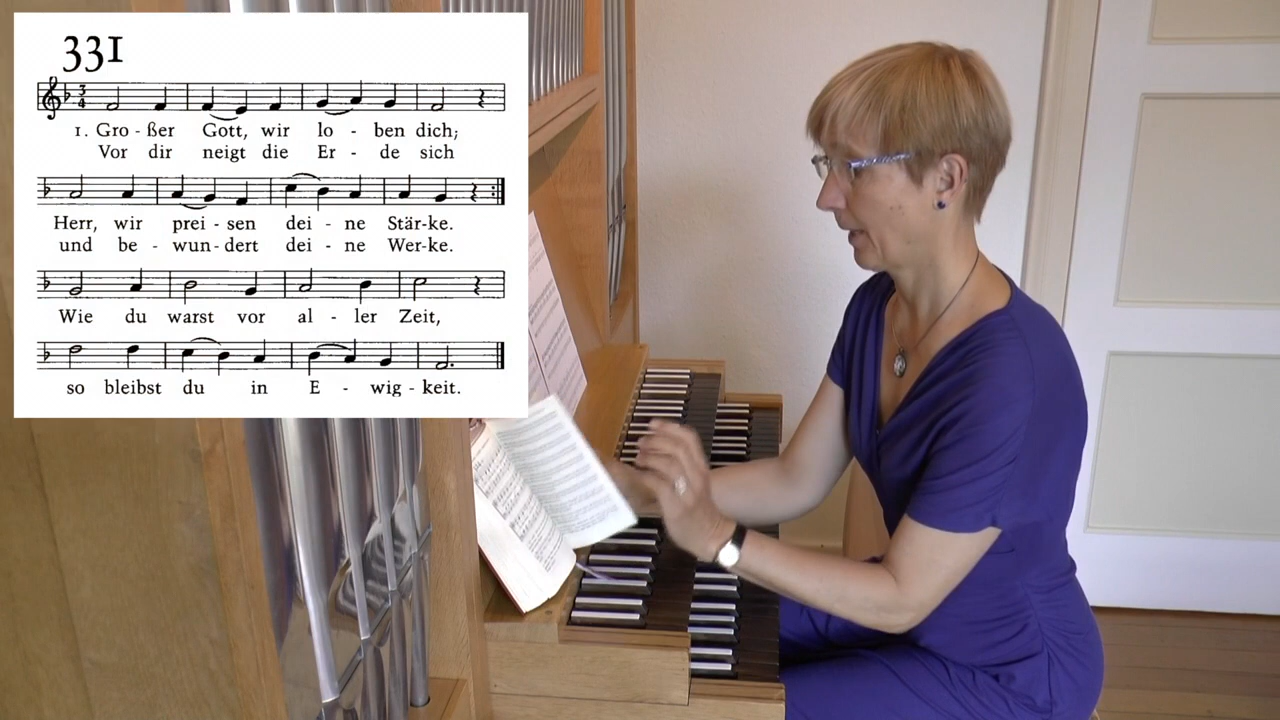 331
1. Gro - ßer Gott, wir lo - ben dich;
Vor dir neigt die Er - de sich
Herr, wir prei - sen dei - ne Stär-ke.
und be - wun - dert dei - ne Wer-ke.
Wie du warst vor al - ler Zeit,
so bleibst du in E - wig - keit.